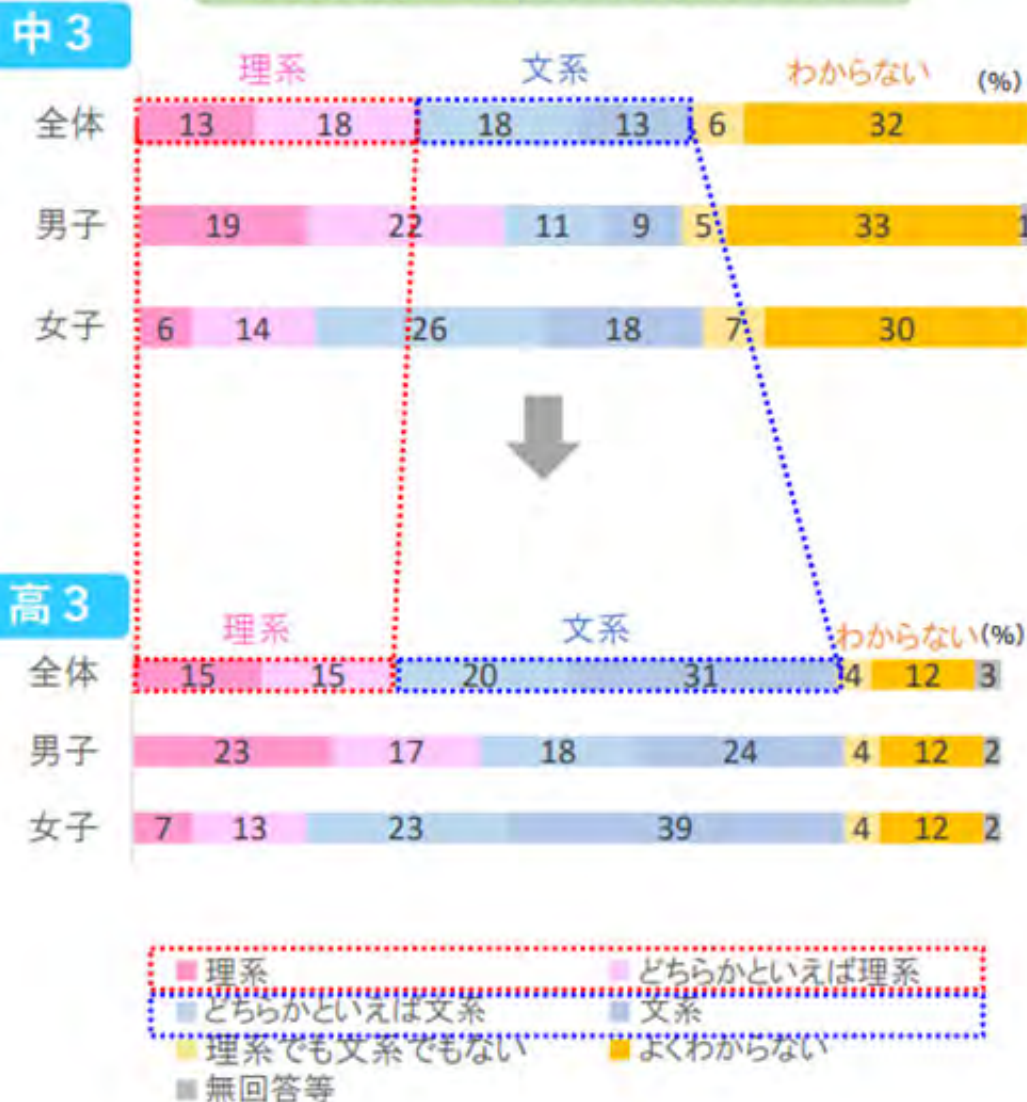 中3
理系 文系 わからない (%)
全体 13 18 18 13 6 32
男子 19 22 11 9 5 33 1
女子 6 14 26 18 7 30
高3
理系 文系 わからない(%)
全体 15 15 20 31 4 12 3
男子 23 17 18 24 4 12 2
女子 7 13 23 39 4 12 2
理系 どちらかといえば理系
どちらかといえば文系 文系
理系でも文系でもない よくわからない
無回答等